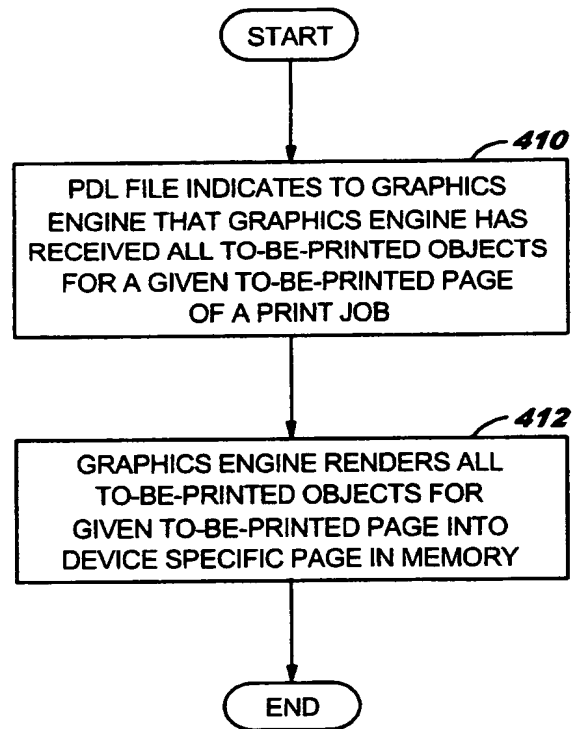 START
410
PDL FILE INDICATES TO GRAPHICS
ENGINE THAT GRAPHICS ENGINE HAS
RECEIVED ALL TO-BE-PRINTED OBJECTS
FOR A GIVEN TO-BE-PRINTED PAGE
OF A PRINT JOB
412
GRAPHICS ENGINE RENDERS ALL
TO-BE-PRINTED OBJECTS FOR
GIVEN TO-BE-PRINTED PAGE INTO
DEVICE SPECIFIC PAGE IN MEMORY
END